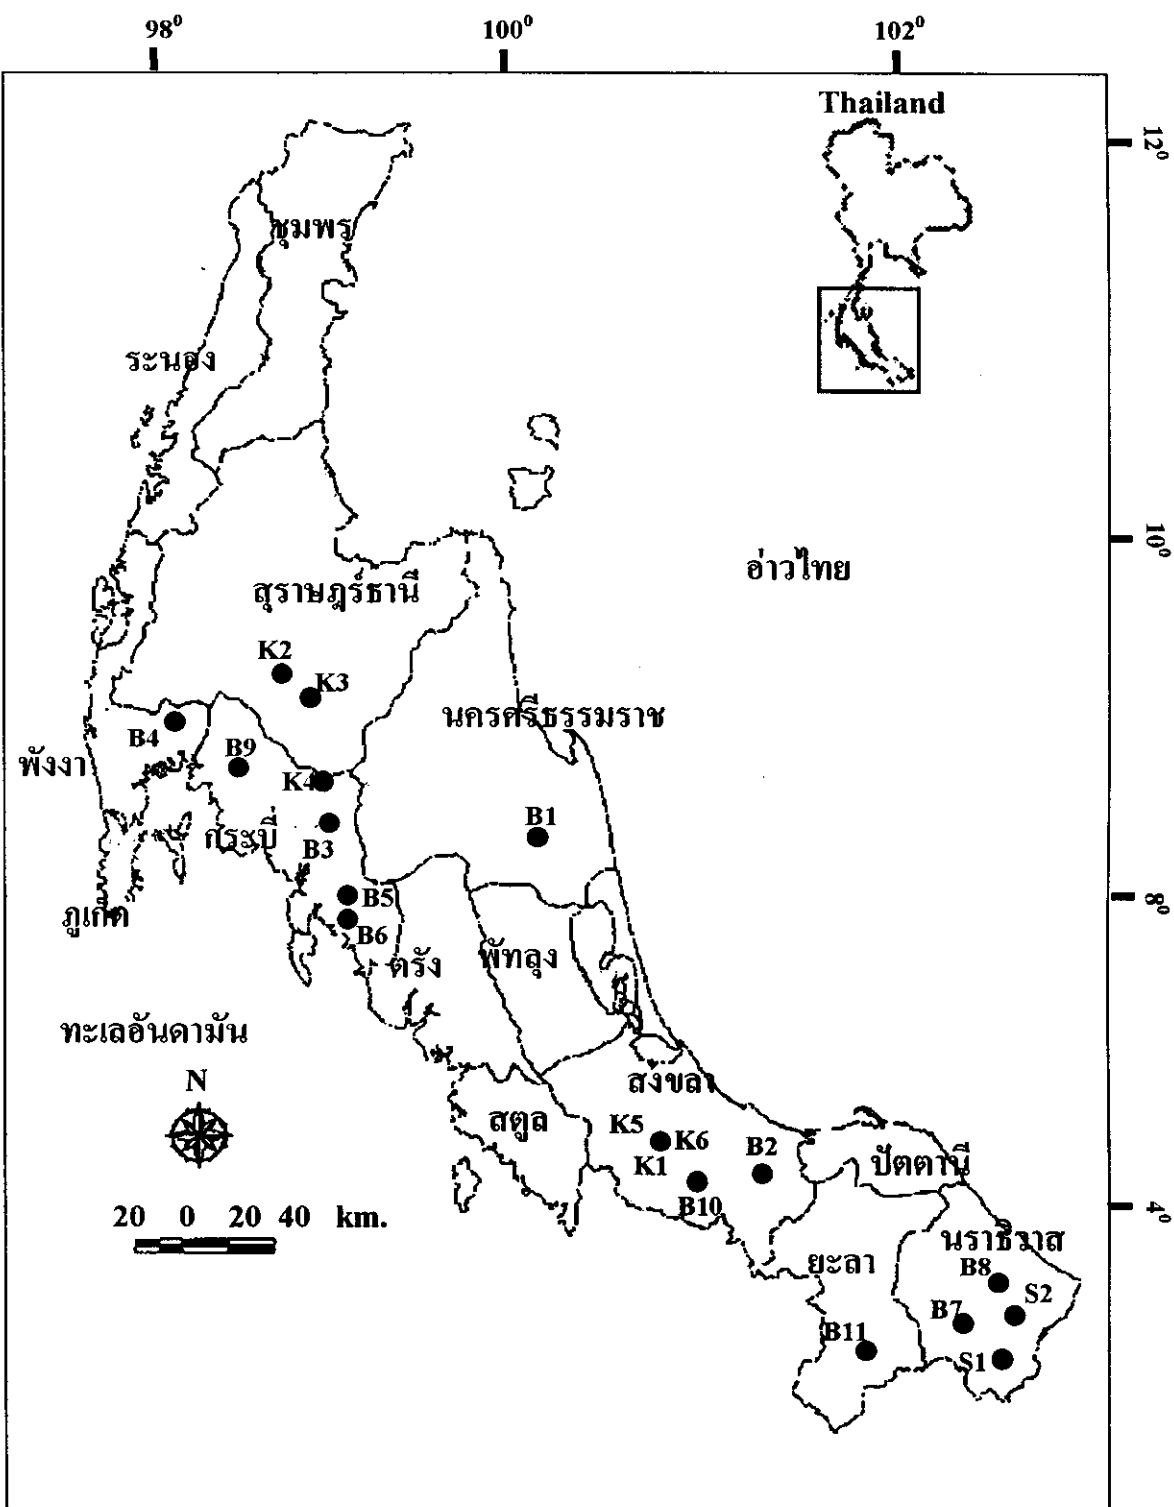 98⁰ 100⁰ 102⁰
Thailand
12⁰
ชุมพร
ระนอง
10⁰
อ่าวไทย
สุราษฎร์ธานี
K2
K3
นครศรีธรรมราช
B4
B9
พังงา
K4
B1
กระบี่
B3
B5
8⁰
ภูเก็ต
B6
ตรัง
พัทลุง
ทะเลอันดามัน
N
สงขลา
สตูล
K5
K6
B2
ปัตตานี
K1
B10
20 0 20 40 km.
4⁰
นราธิวาส
ยะลา
B8
S2
B7
B11
S1